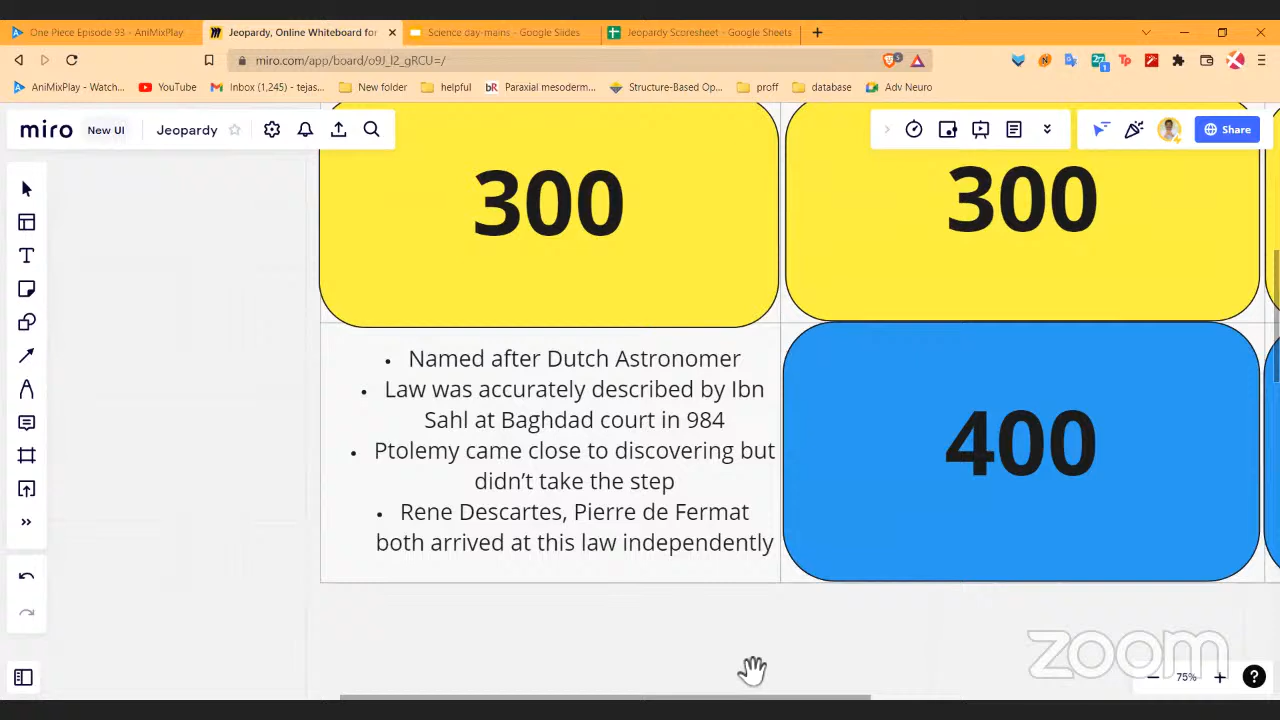 One Piece Episode 93 - AniMixPlay
Jeopardy, Online Whiteboard for
Science day-mains - Google Slides
Jeopardy Scoresheet - Google Sheets
miro.com/app/board/o9J_l2_gRCU=/
AniMixPlay - Watch...
YouTube
Inbox (1,245) - tejas...
New folder
helpful
bR Paraxial mesoderm...
Structure-Based Op...
proff
database
Adv Neuro
miro
New UI
Jeopardy
Share
300
300
• Named after Dutch Astronomer
• Law was accurately described by Ibn
Sahl at Baghdad court in 984
• Ptolemy came close to discovering but
didn't take the step
• Rene Descartes, Pierre de Fermat
both arrived at this law independently
400
zoom
75%